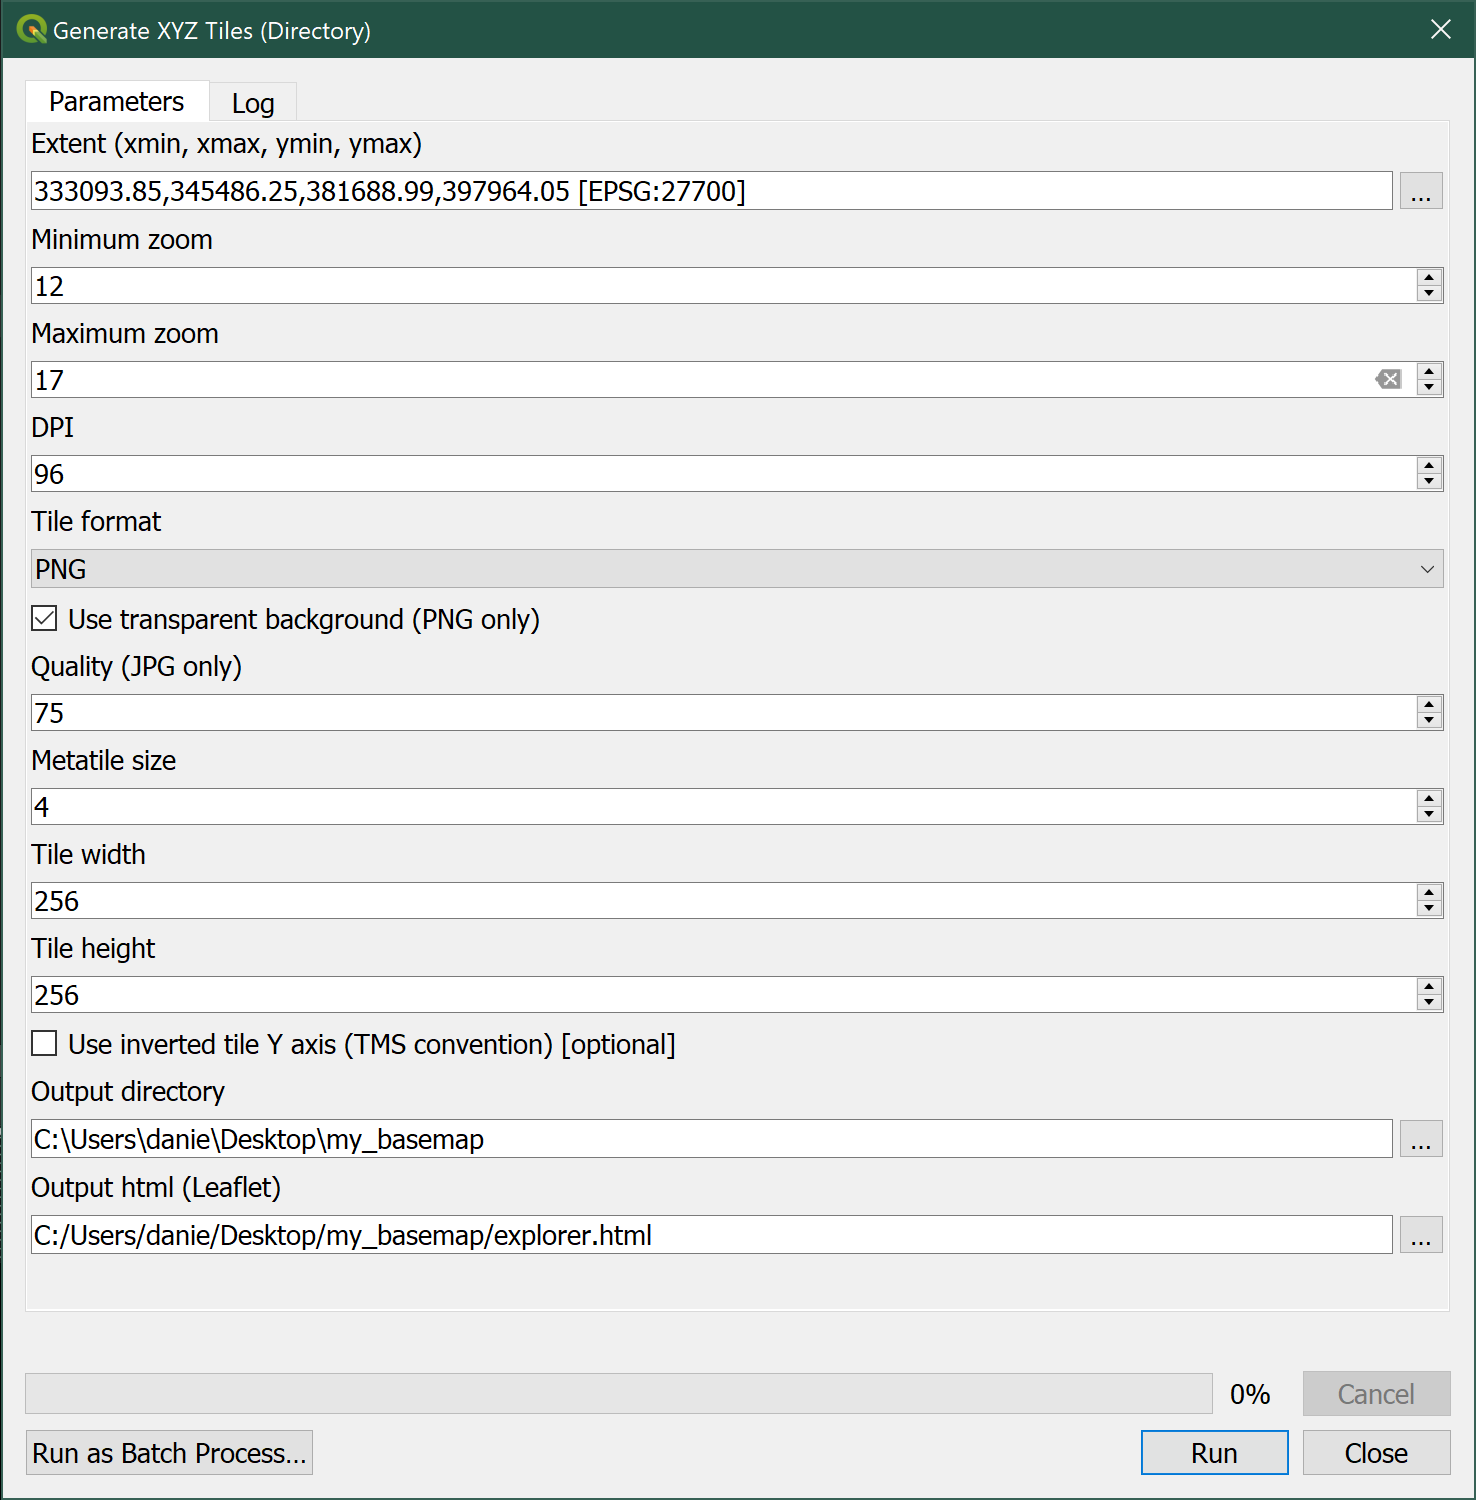 Generate XYZ Tiles (Directory)
Parameters
Log
Extent (xmin, xmax, ymin, ymax)
333093.85,345486.25,381688.99,397964.05 [EPSG:27700]
...
Minimum zoom
12
Maximum zoom
17
DPI
96
Tile format
PNG
Use transparent background (PNG only)
Quality (JPG only)
75
Metatile size
4
Tile width
256
Tile height
256
Use inverted tile Y axis (TMS convention) [optional]
Output directory
C:\Users\danie\Desktop\my_basemap
...
Output html (Leaflet)
C:/Users/danie/Desktop/my_basemap/explorer.html
...
0%
Cancel
Run as Batch Process...
Run
Close